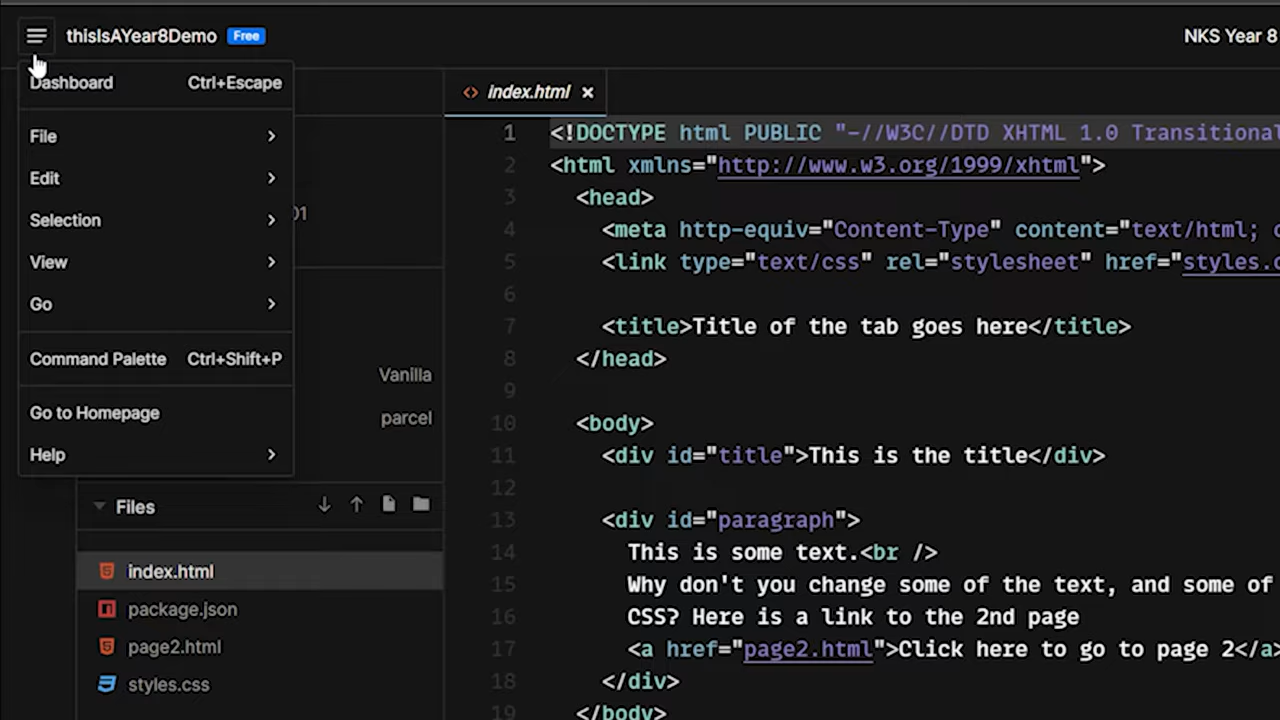 thisIsAYear8Demo Free
NKS Year 8
Dashboard Ctrl+Escape
File
Edit
Selection
View
Go
Command Palette Ctrl+Shift+P
Go to Homepage
Help
01
Vanilla
parcel
Files
index.html
package.json
page2.html
styles.css
<> index.html ×
1 <!DOCTYPE html PUBLIC "-//W3C//DTD XHTML 1.0 Transitional
2 <html xmlns="http://www.w3.org/1999/xhtml">
3 <head>
4 <meta http-equiv="Content-Type" content="text/html;
5 <link type="text/css" rel="stylesheet" href="styles.
6
7 <title>Title of the tab goes here</title>
8 </head>
9
10 <body>
11 <div id="title">This is the title</div>
12
13 <div id="paragraph">
14 This is some text.<br />
15 Why don't you change some of the text, and some of
16 CSS? Here is a link to the 2nd page
17 <a href="page2.html">Click here to go to page 2</a>
18 </div>
19 </body>